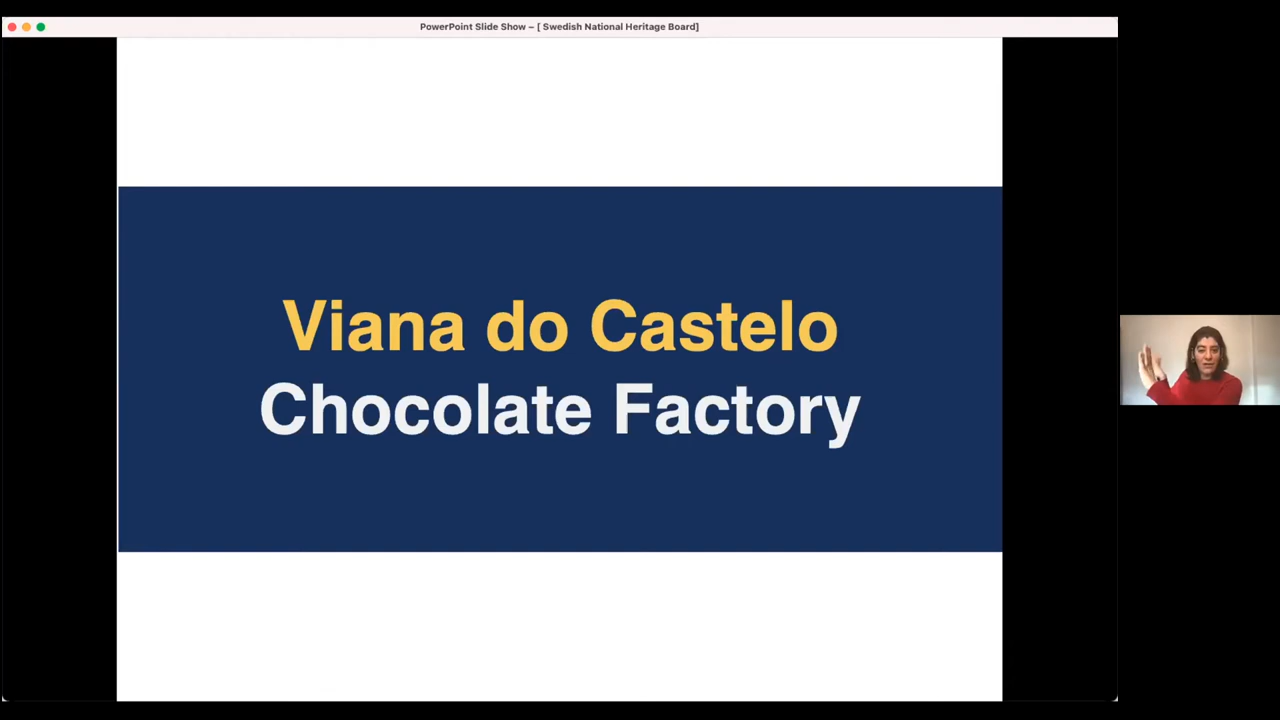 PowerPoint Slide Show – [ Swedish National Heritage Board]
Viana do Castelo
Chocolate Factory